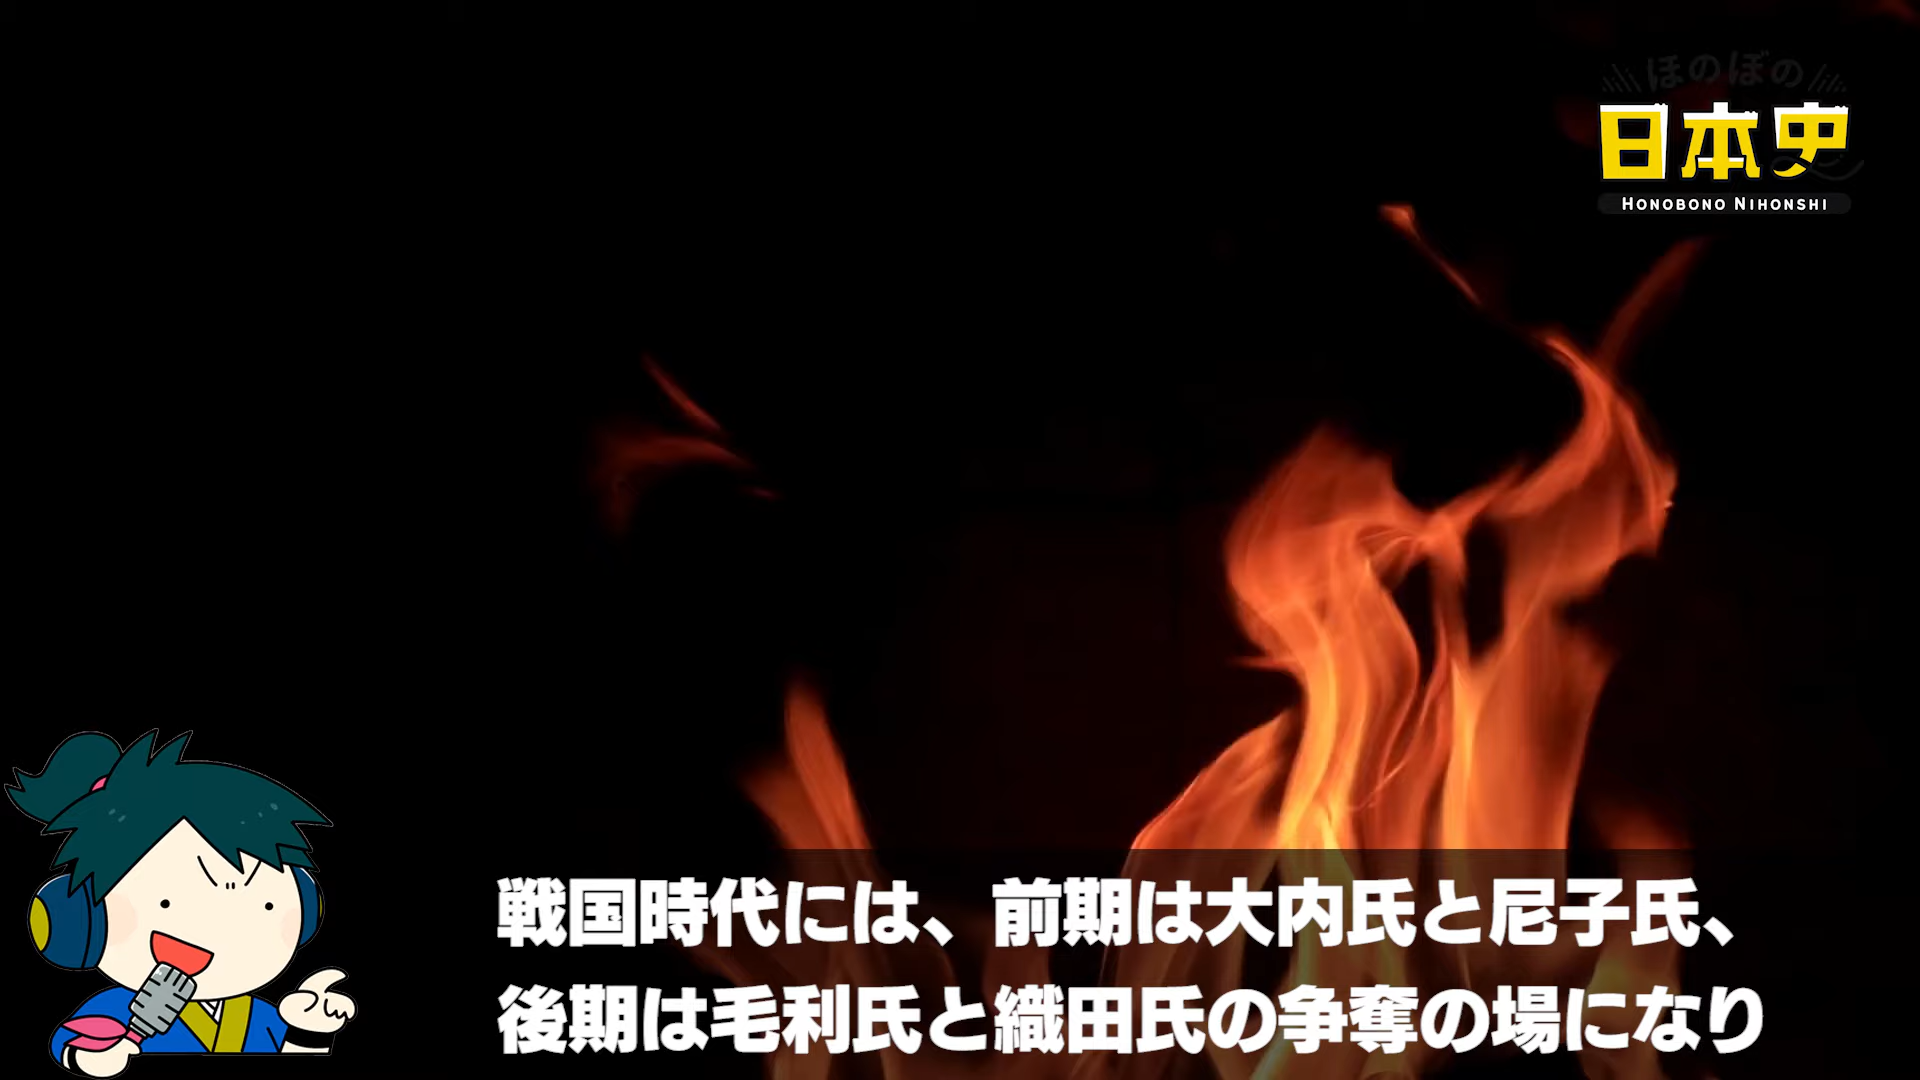 ほのぼの
日本史
HONOBONO NIHONSHI
戦国時代には、前期は大内氏と尼子氏、
後期は毛利氏と織田氏の争奪の場になり